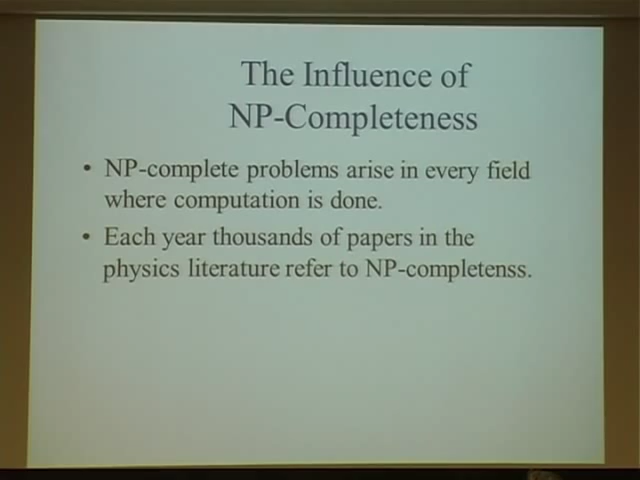 The Influence of
NP-Completeness
• NP-complete problems arise in every field
where computation is done.
• Each year thousands of papers in the
physics literature refer to NP-completenss.